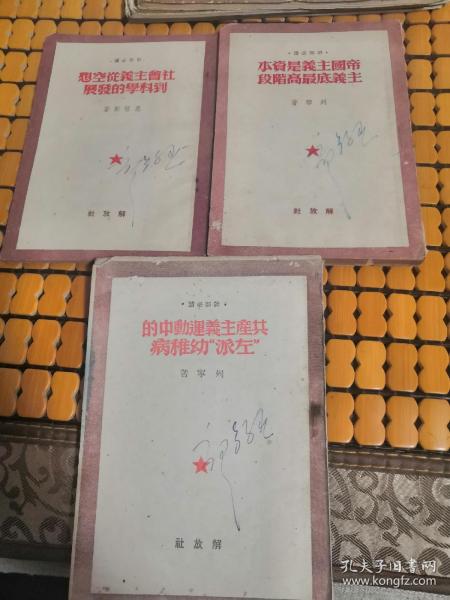 幹部必讀
社會主義從空想
到科學的發展
恩格斯著
解放社
幹部必讀
帝國主義是資本
主義底最高階段
列寧著
解放社
幹部必讀
共產主義運動中的
"左派"幼稚病
列寧著
解放社
孔夫子旧书网
www.kongfz.com